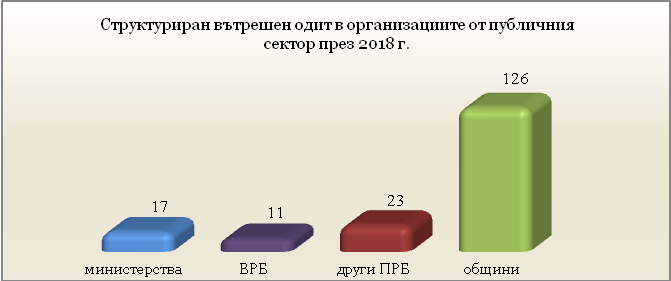 Структуриран вътрешен одит в организациите от публичния
сектор през 2018 г.
126
17
11
23
министерства
ВРБ
други ПРБ
общини